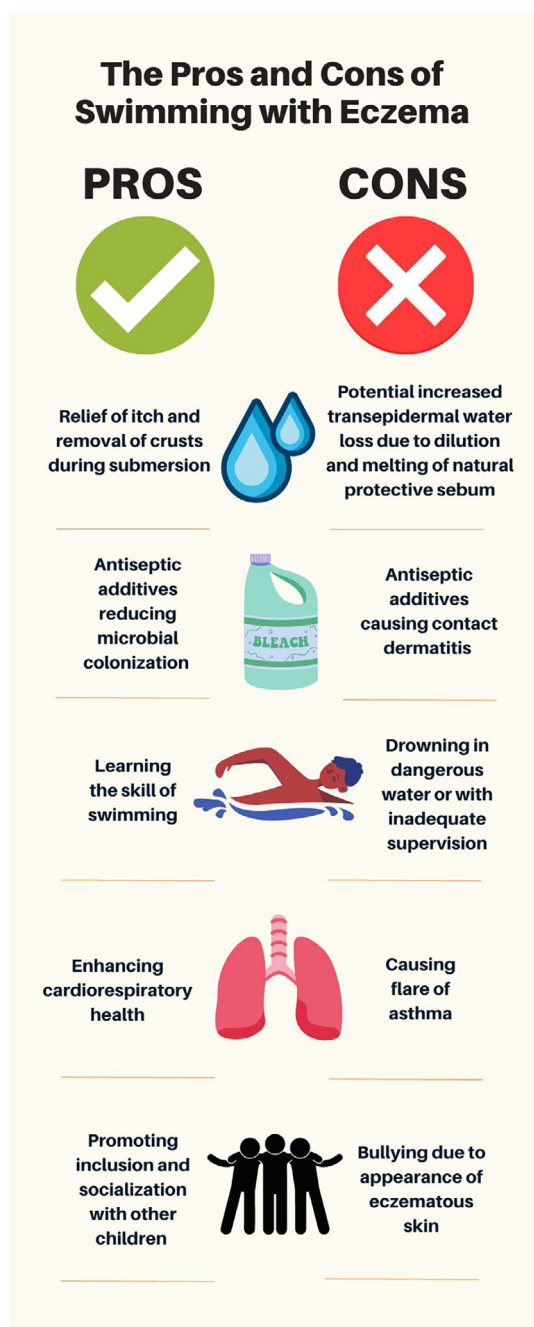 The Pros and Cons of
Swimming with Eczema
PROS
CONS
Relief of itch and
removal of crusts
during submersion
Potential increased
transepidermal water
loss due to dilution
and melting of natural
protective sebum
Antiseptic
additives
reducing
microbial
colonization
BLEACH
Antiseptic
additives
causing contact
dermatitis
Learning
the skill of
swimming
Drowning in
dangerous
water or with
inadequate
supervision
Enhancing
cardiorespiratory
health
Causing
flare of
asthma
Promoting
inclusion and
socialization
with other
children
Bullying due to
appearance of
eczematous
skin